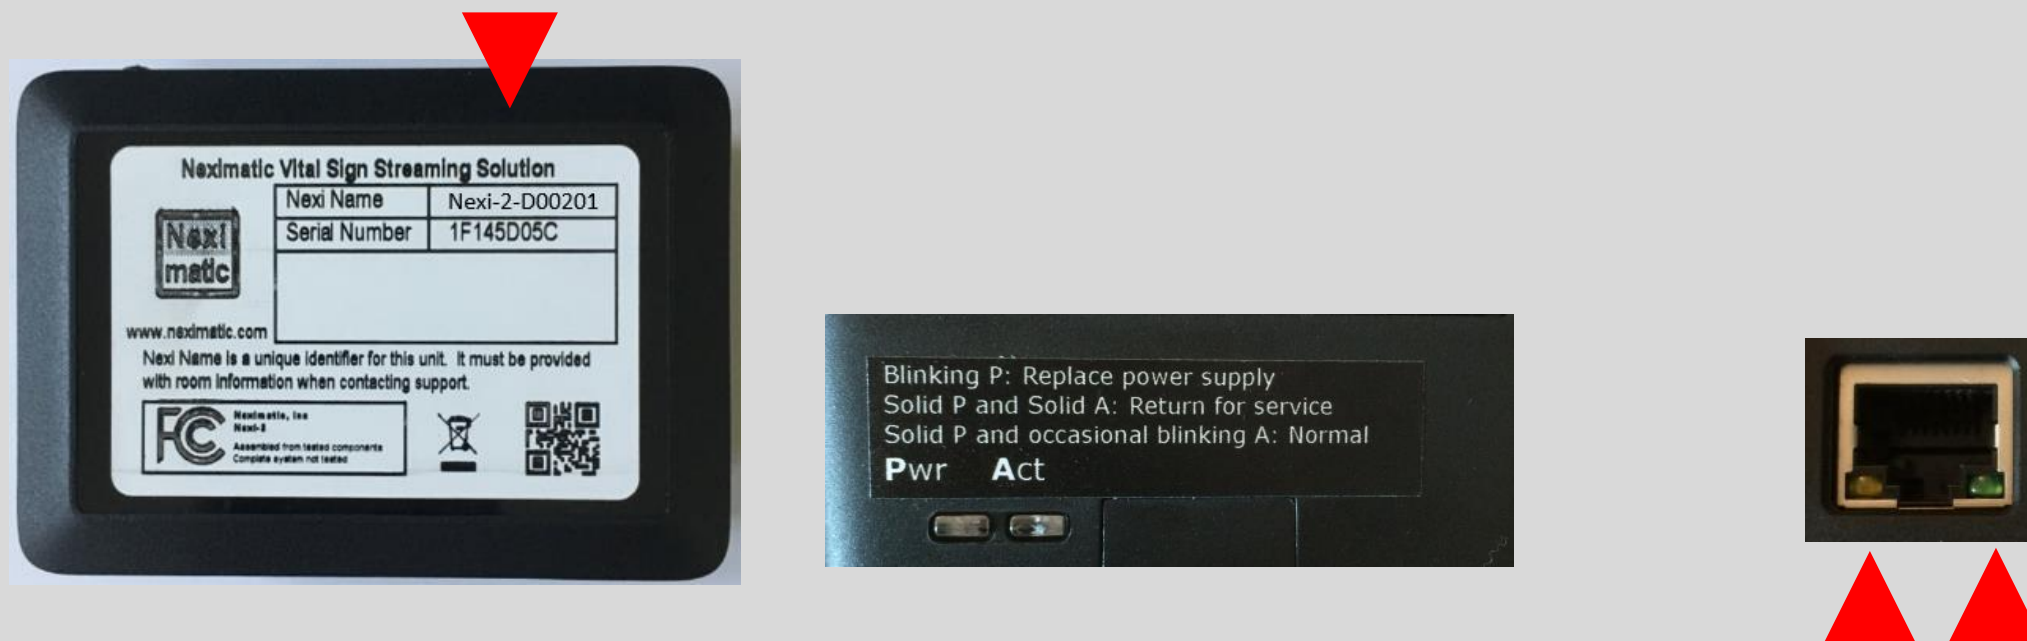 Neximatic Vital Sign Streaming Solution
Nexi Name Nexi-2-D00201
Serial Number 1F145D05C
Nexi
matic
www.neximatic.com
Nexi Name is a unique identifier for this unit. It must be provided
with room information when contacting support.
FC
Neximatic, Inc
Nexi-2
Assembled from tested components
Complete system not tested
Blinking P: Replace power supply
Solid P and Solid A: Return for service
Solid P and occasional blinking A: Normal
Pwr Act